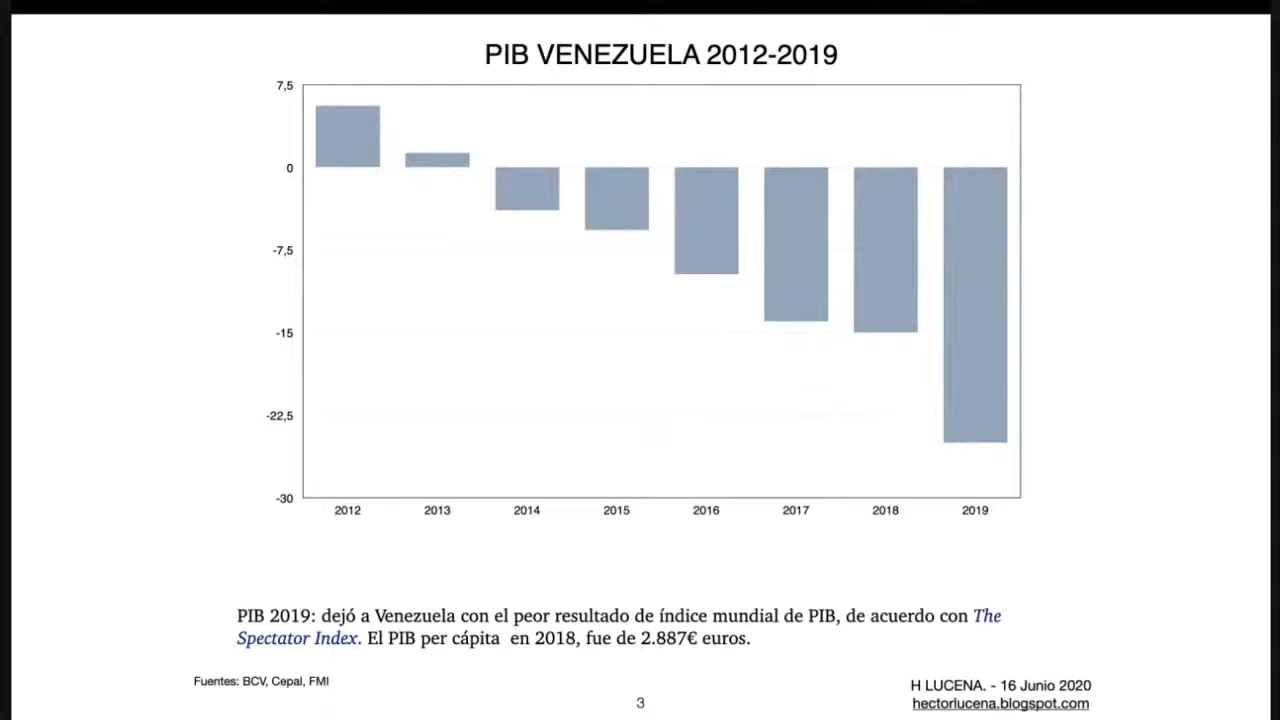 PIB VENEZUELA 2012-2019
7,5
0
-7,5
-15
-22,5
-30
2012 2013 2014 2015 2016 2017 2018 2019
PIB 2019: dejó a Venezuela con el peor resultado de índice mundial de PIB, de acuerdo con The
Spectator Index. El PIB per cápita en 2018, fue de 2.887€ euros.
Fuentes: BCV, Cepal, FMI
H LUCENA. - 16 Junio 2020
hectorlucena.blogspot.com
3